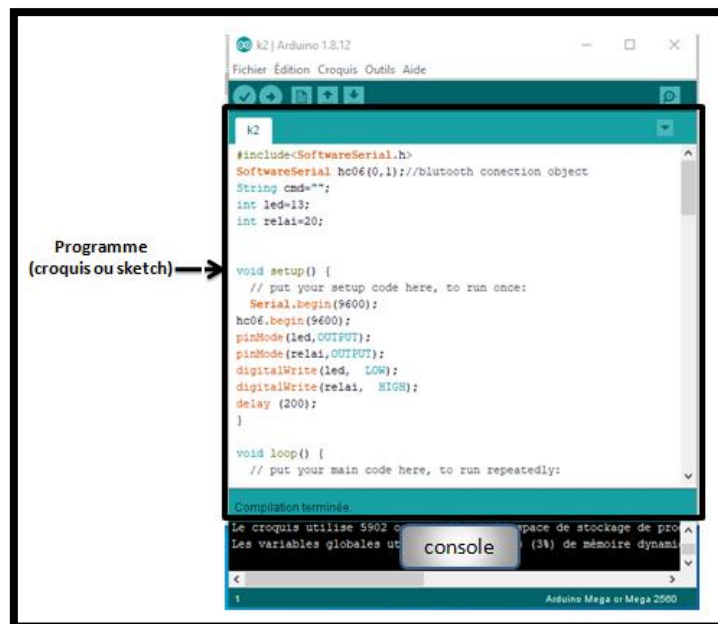 k2 | Arduino 1.8.12
Fichier Édition Croquis Outils Aide
k2
#include<SoftwareSerial.h>
SoftwareSerial hc06(0,1);//blutooth conection object
String cmd="";
int led=13;
int relai=20;
Programme
(croquis ou sketch)
void setup() {
// put your setup code here, to run once:
Serial.begin(9600);
hc06.begin(9600);
pinMode(led,OUTPUT);
pinMode(relai,OUTPUT);
digitalWrite(led, LOW);
digitalWrite(relai, HIGH);
delay (200);
}
void loop() {
// put your main code here, to run repeatedly:
Compilation terminée.
Le croquis utilise 5902 space de stockage de
Les variables globales (3%) de mémoire
console
1
Arduino Mega or Mega 2560